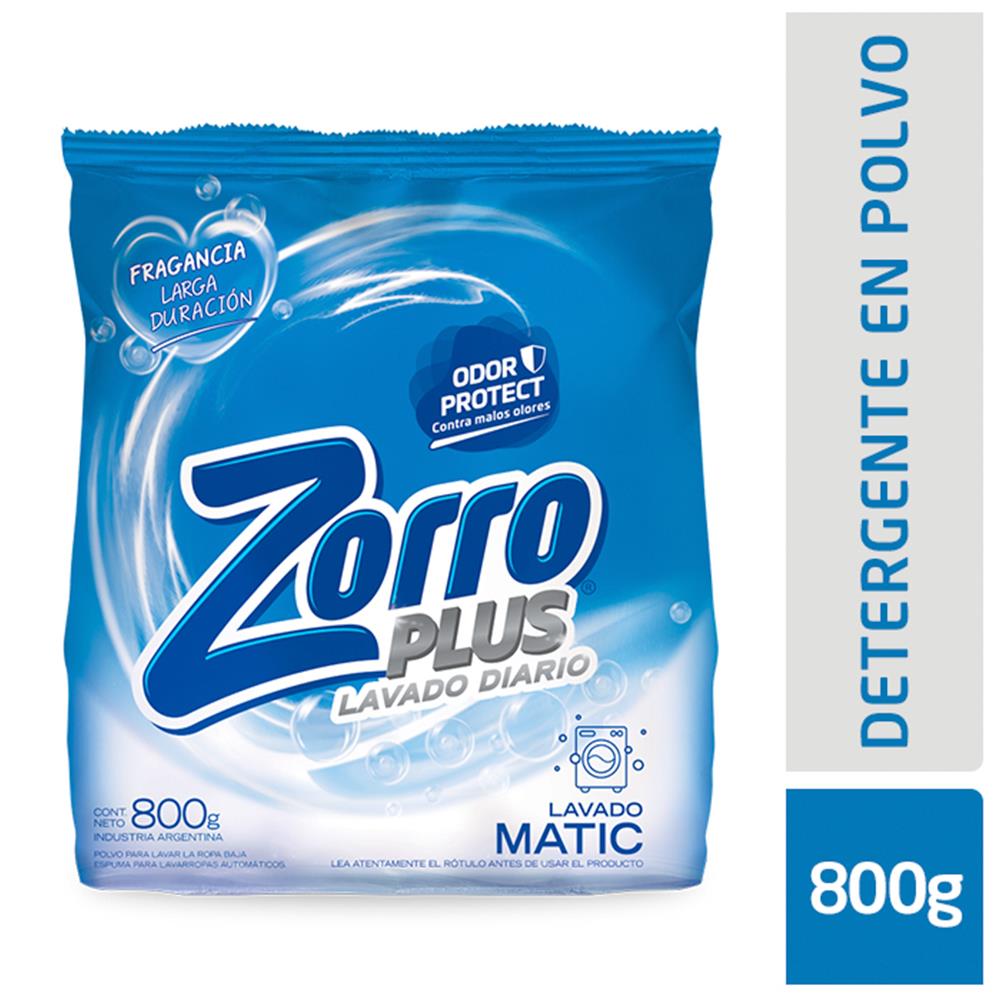 FRAGANCIA
LARGA
DURACIÓN
ODOR
PROTECT
Contra malos olores
Zorro
®
PLUS
LAVADO DIARIO
CONT. NETO 800g
INDUSTRIA ARGENTINA
POLVO PARA LAVAR LA ROPA BAJA
ESPUMA PARA LAVARROPAS AUTOMÁTICOS
LAVADO
MATIC
LEA ATENTAMENTE EL RÓTULO ANTES DE USAR EL PRODUCTO
DETERGENTE EN POLVO
800g